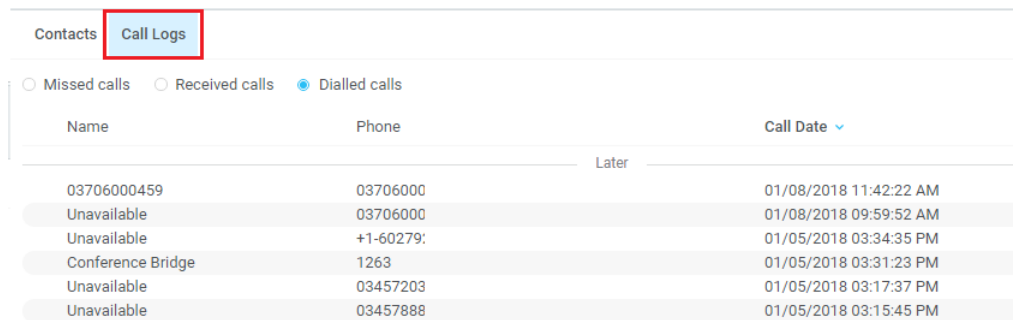 Contacts Call Logs
Missed calls Received calls Dialled calls
Name Phone Call Date
Later
03706000459 03706000 01/08/2018 11:42:22 AM
Unavailable 03706000 01/08/2018 09:59:52 AM
Unavailable +1-60279 01/05/2018 03:34:35 PM
Conference Bridge 1263 01/05/2018 03:31:23 PM
Unavailable 03457203 01/05/2018 03:17:37 PM
Unavailable 03457888 01/05/2018 03:15:45 PM